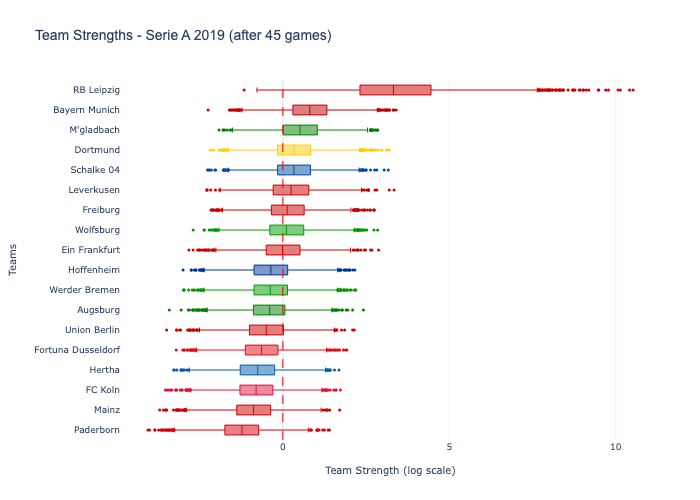 Team Strengths - Serie A 2019 (after 45 games)
RB Leipzig
Bayern Munich
M'gladbach
Dortmund
Schalke 04
Leverkusen
Freiburg
Wolfsburg
Ein Frankfurt
Hoffenheim
Werder Bremen
Augsburg
Union Berlin
Fortuna Dusseldorf
Hertha
FC Koln
Mainz
Paderborn
Teams
0 5 10
Team Strength (log scale)